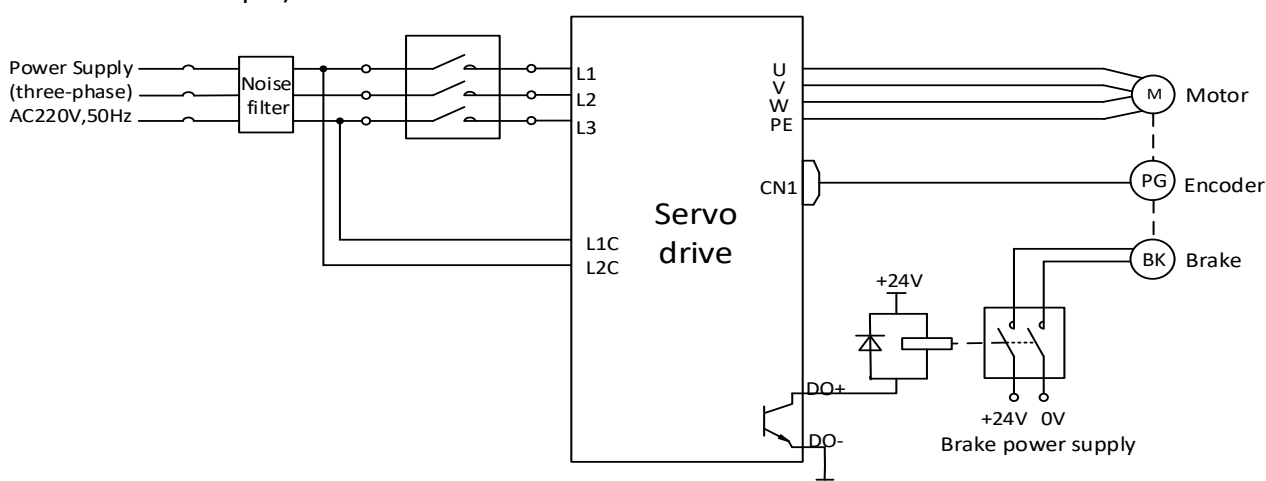 Power Supply
(three-phase)
AC220V,50Hz
Noise
filter
L1
L2
L3
L1C
L2C
Servo
drive
U
V
W
PE
CN1
M
Motor
PG
Encoder
BK
Brake
+24V
DO+
DO-
+24V 0V
Brake power supply